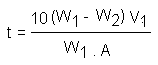 t = 10 (W₁ - W₂) V₁
W₁ . A